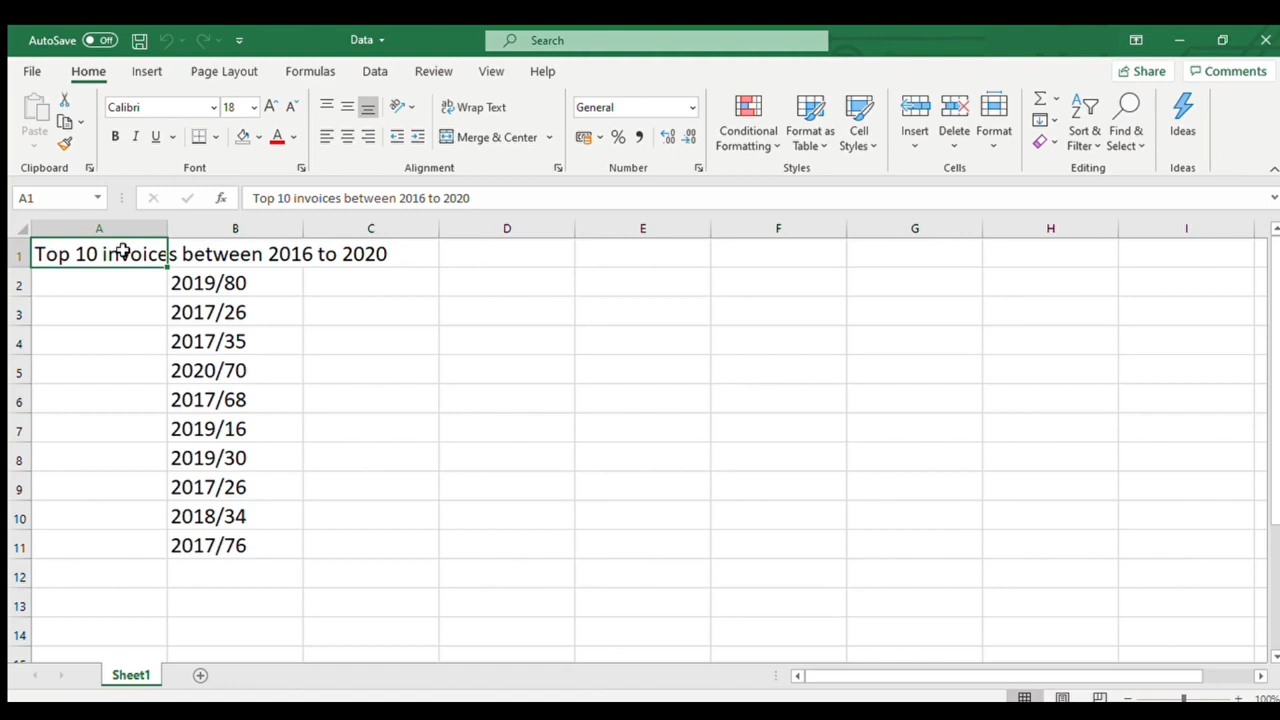 AutoSave Off Data Search
File Home Insert Page Layout Formulas Data Review View Help Share Comments
Paste Calibri 18 Wrap Text General Conditional Format as Cell Insert Delete Format Sort & Find & Ideas
B I U A Merge & Center % Formatting Table Styles Filter Select
Clipboard Font Alignment Number Styles Cells Editing Ideas
A1 fx Top 10 invoices between 2016 to 2020
A B C D E F G H I
1 Top 10 invoices between 2016 to 2020
2 2019/80
3 2017/26
4 2017/35
5 2020/70
6 2017/68
7 2019/16
8 2019/30
9 2017/26
10 2018/34
11 2017/76
12
13
14
Sheet1
100%